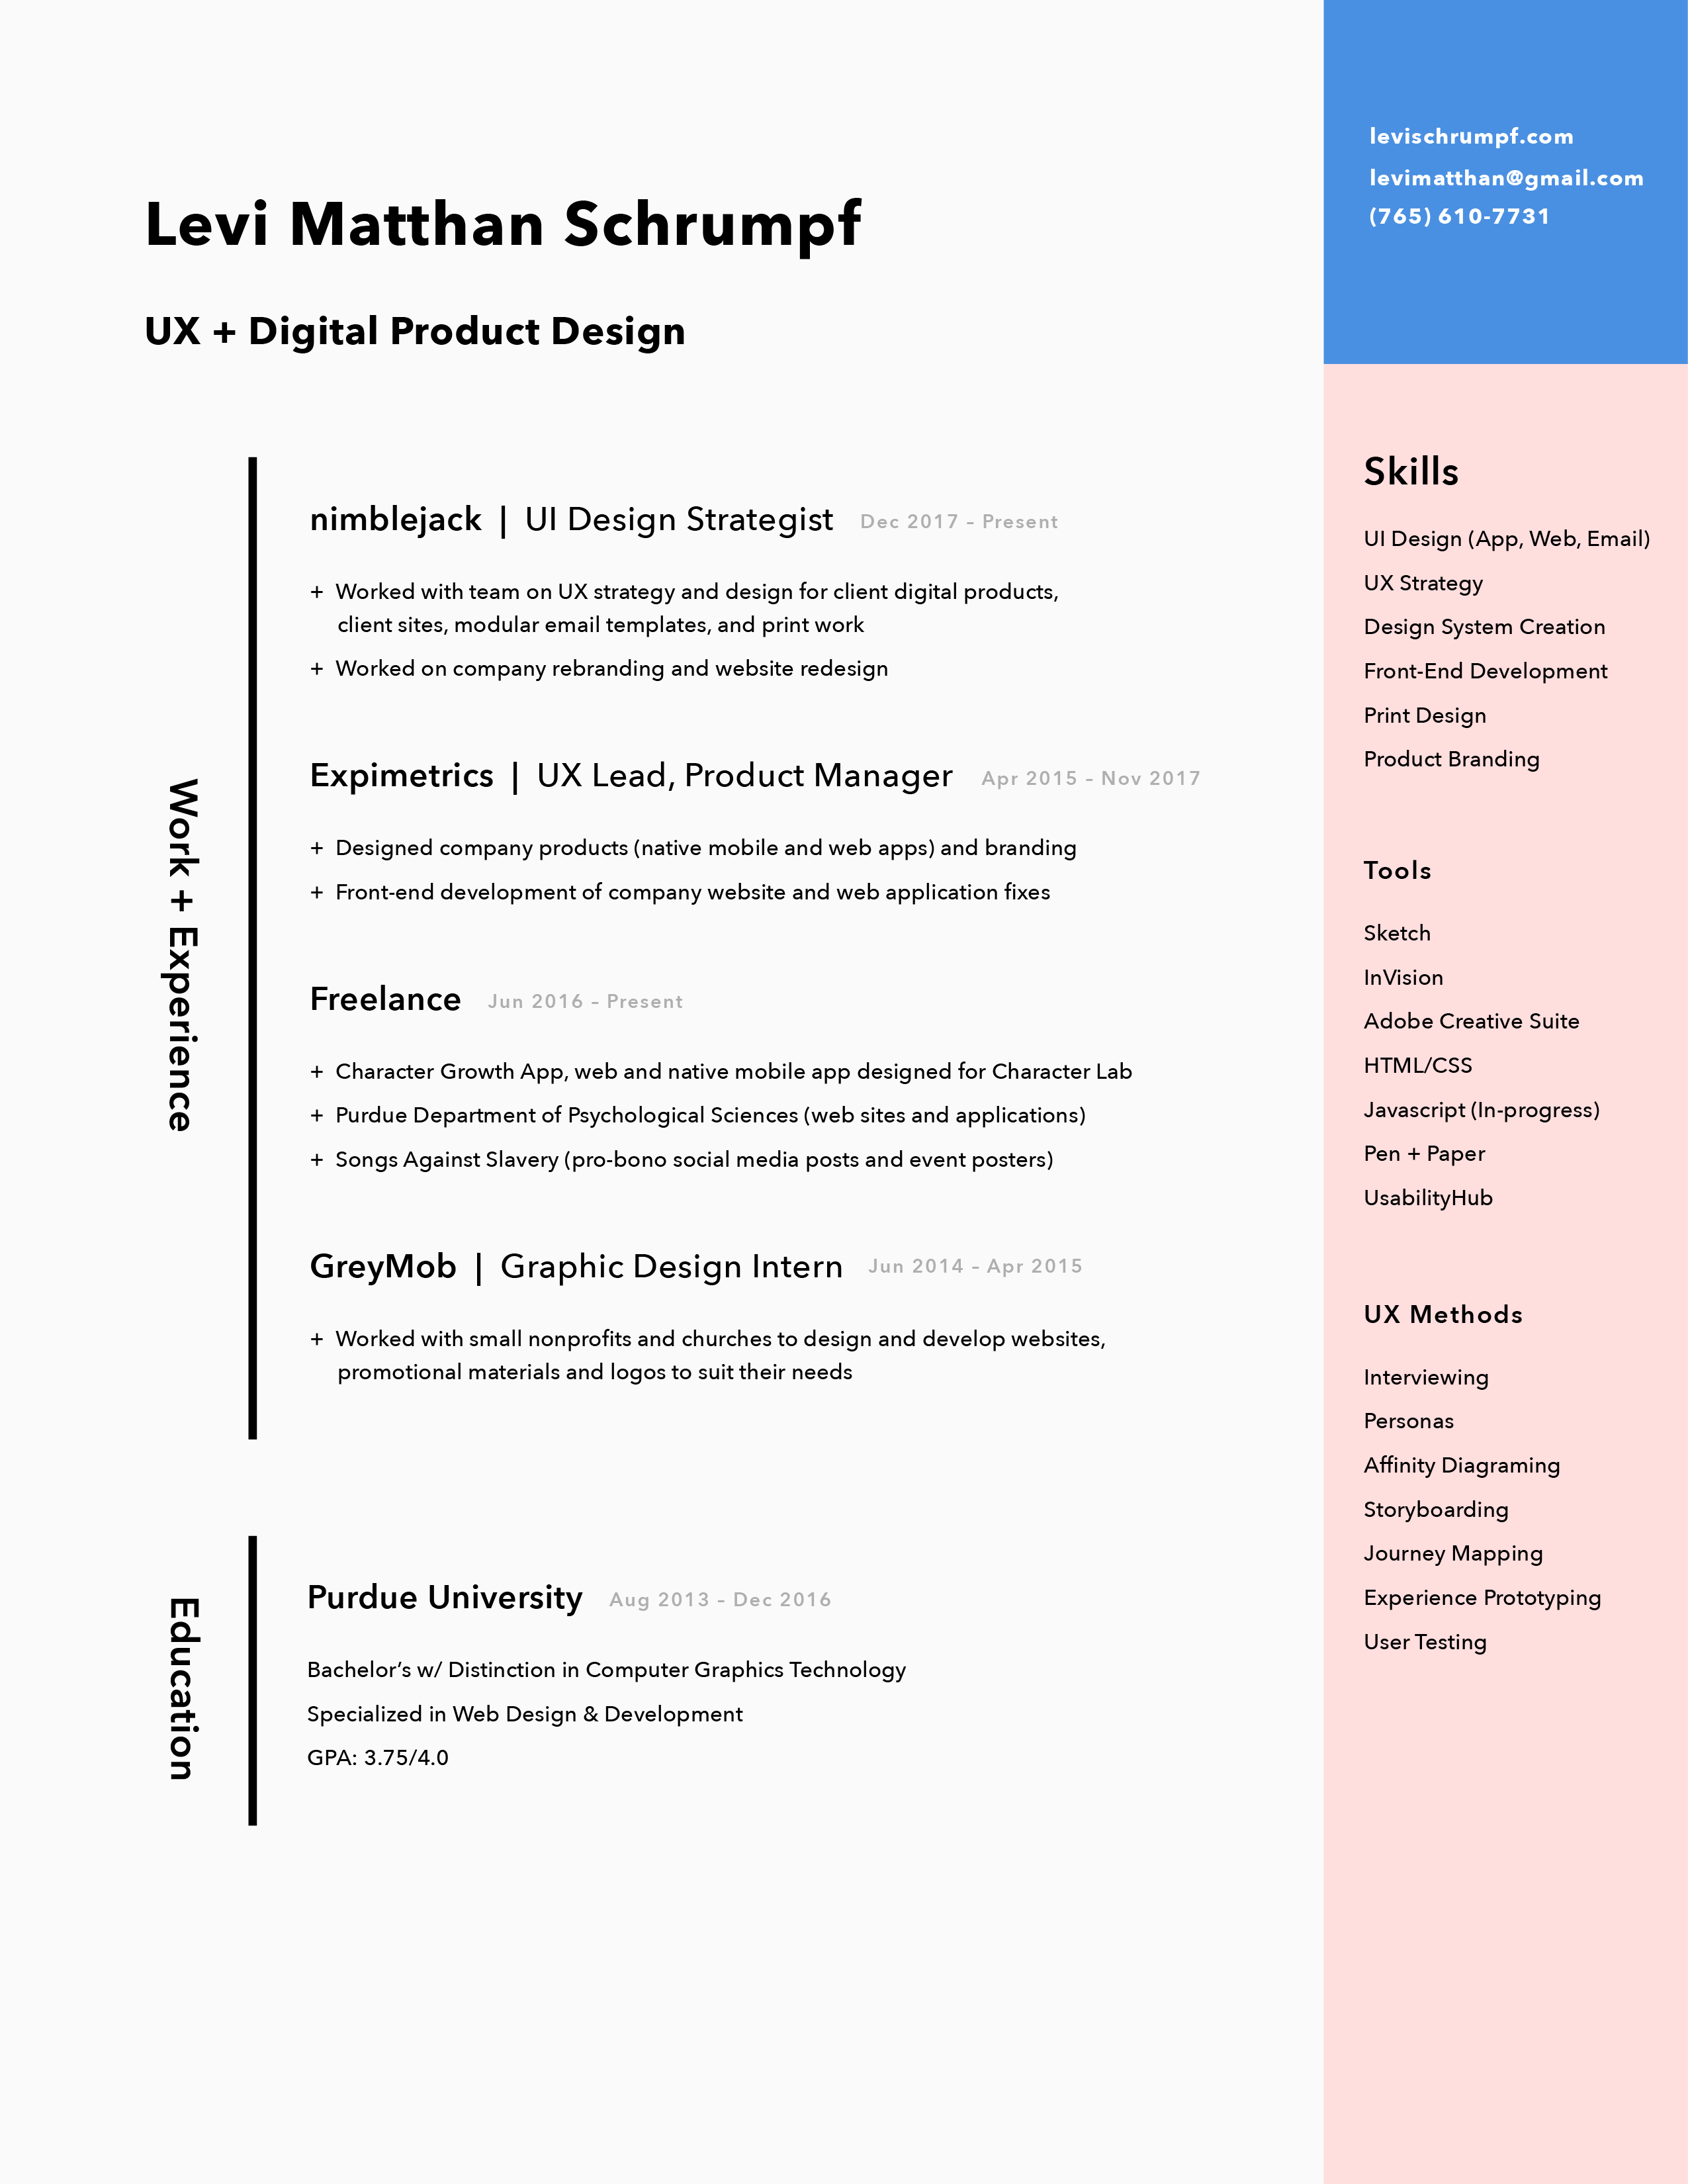 Levi Matthan Schrumpf
UX + Digital Product Design
levischrumpf.com
levimatthan@gmail.com
(765) 610-7731
Work + Experience
nimblejack | UI Design Strategist Dec 2017 – Present
+ Worked with team on UX strategy and design for client digital products,
client sites, modular email templates, and print work
+ Worked on company rebranding and website redesign
Expimetrics | UX Lead, Product Manager Apr 2015 – Nov 2017
+ Designed company products (native mobile and web apps) and branding
+ Front-end development of company website and web application fixes
Freelance Jun 2016 – Present
+ Character Growth App, web and native mobile app designed for Character Lab
+ Purdue Department of Psychological Sciences (web sites and applications)
+ Songs Against Slavery (pro-bono social media posts and event posters)
GreyMob | Graphic Design Intern Jun 2014 – Apr 2015
+ Worked with small nonprofits and churches to design and develop websites,
promotional materials and logos to suit their needs
Education
Purdue University Aug 2013 – Dec 2016
Bachelor’s w/ Distinction in Computer Graphics Technology
Specialized in Web Design & Development
GPA: 3.75/4.0
Skills
UI Design (App, Web, Email)
UX Strategy
Design System Creation
Front-End Development
Print Design
Product Branding
Tools
Sketch
InVision
Adobe Creative Suite
HTML/CSS
Javascript (In-progress)
Pen + Paper
UsabilityHub
UX Methods
Interviewing
Personas
Affinity Diagraming
Storyboarding
Journey Mapping
Experience Prototyping
User Testing